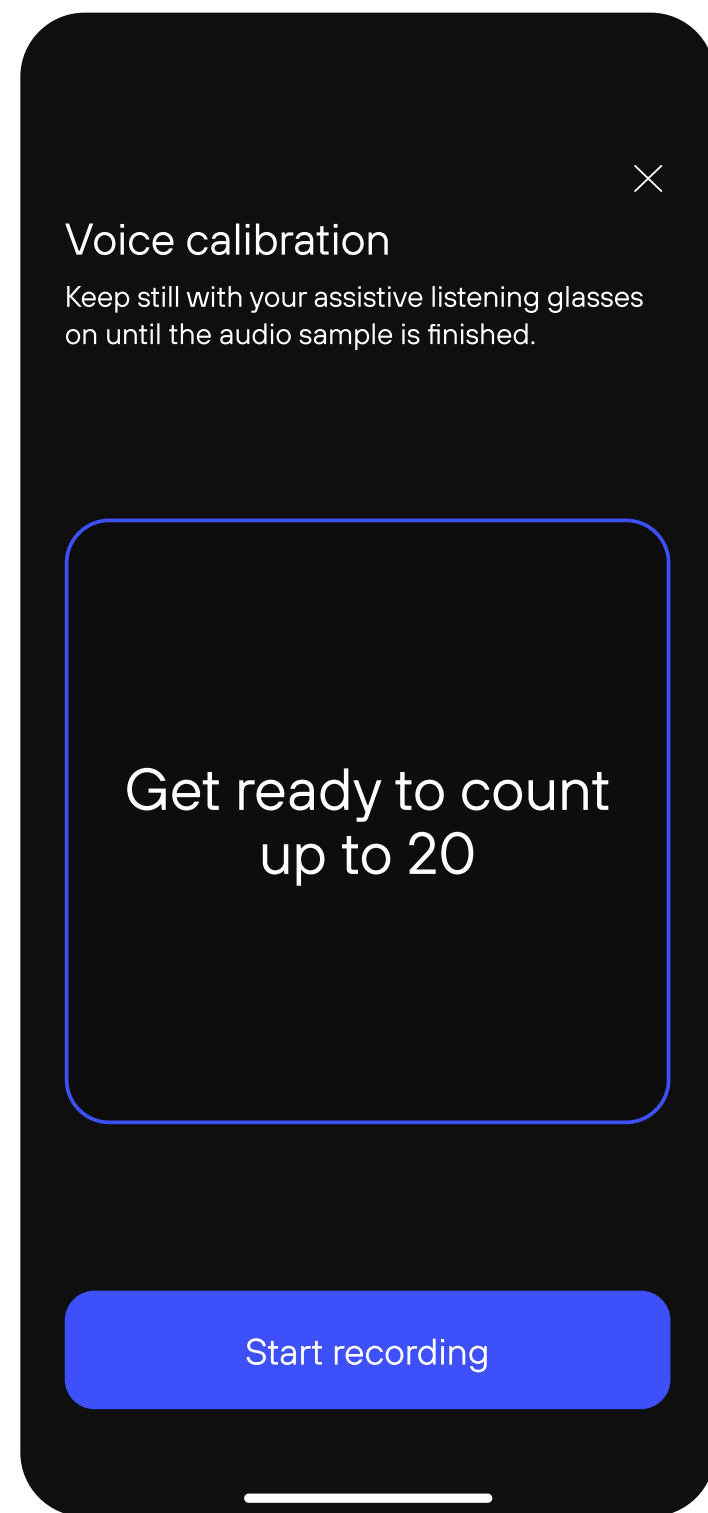 Voice calibration
Keep still with your assistive listening glasses
on until the audio sample is finished.
Get ready to count
up to 20
Start recording